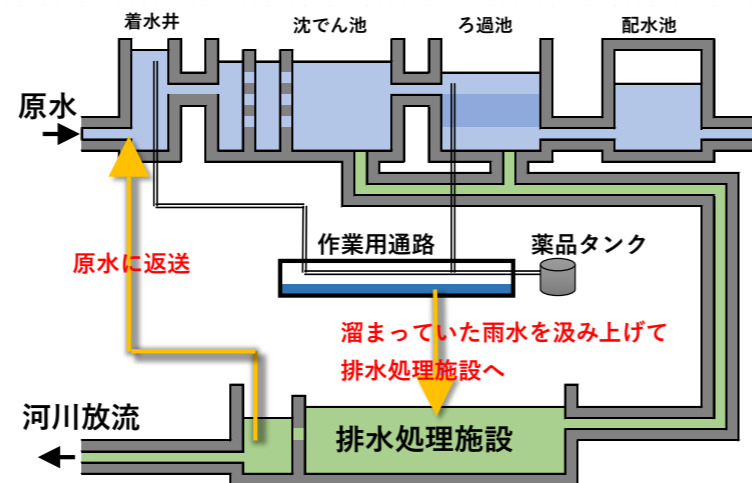 着水井
沈でん池
ろ過池
配水池
原水
作業用通路
薬品タンク
原水に返送
溜まっていた雨水を汲み上げて
排水処理施設へ
河川放流
排水処理施設